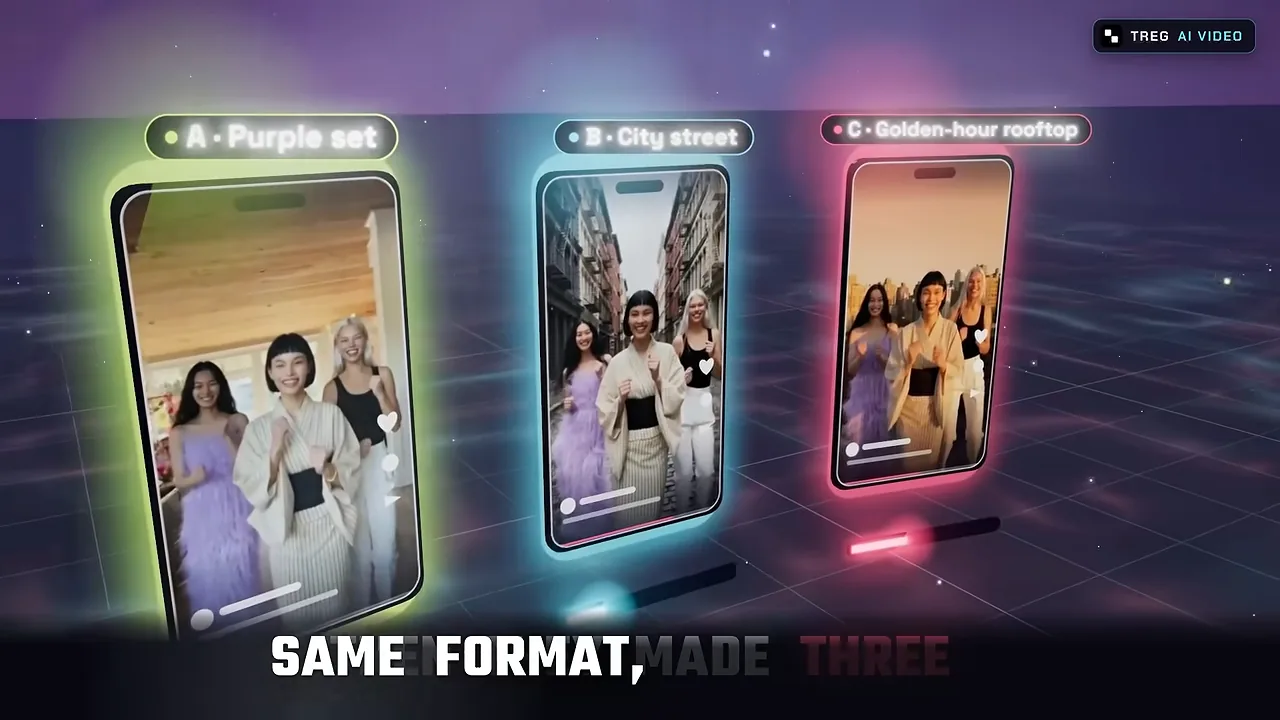 TREG AI VIDEO
A · Purple set
B · City street
C · Golden-hour rooftop
SAME FORMAT, MADE THREE